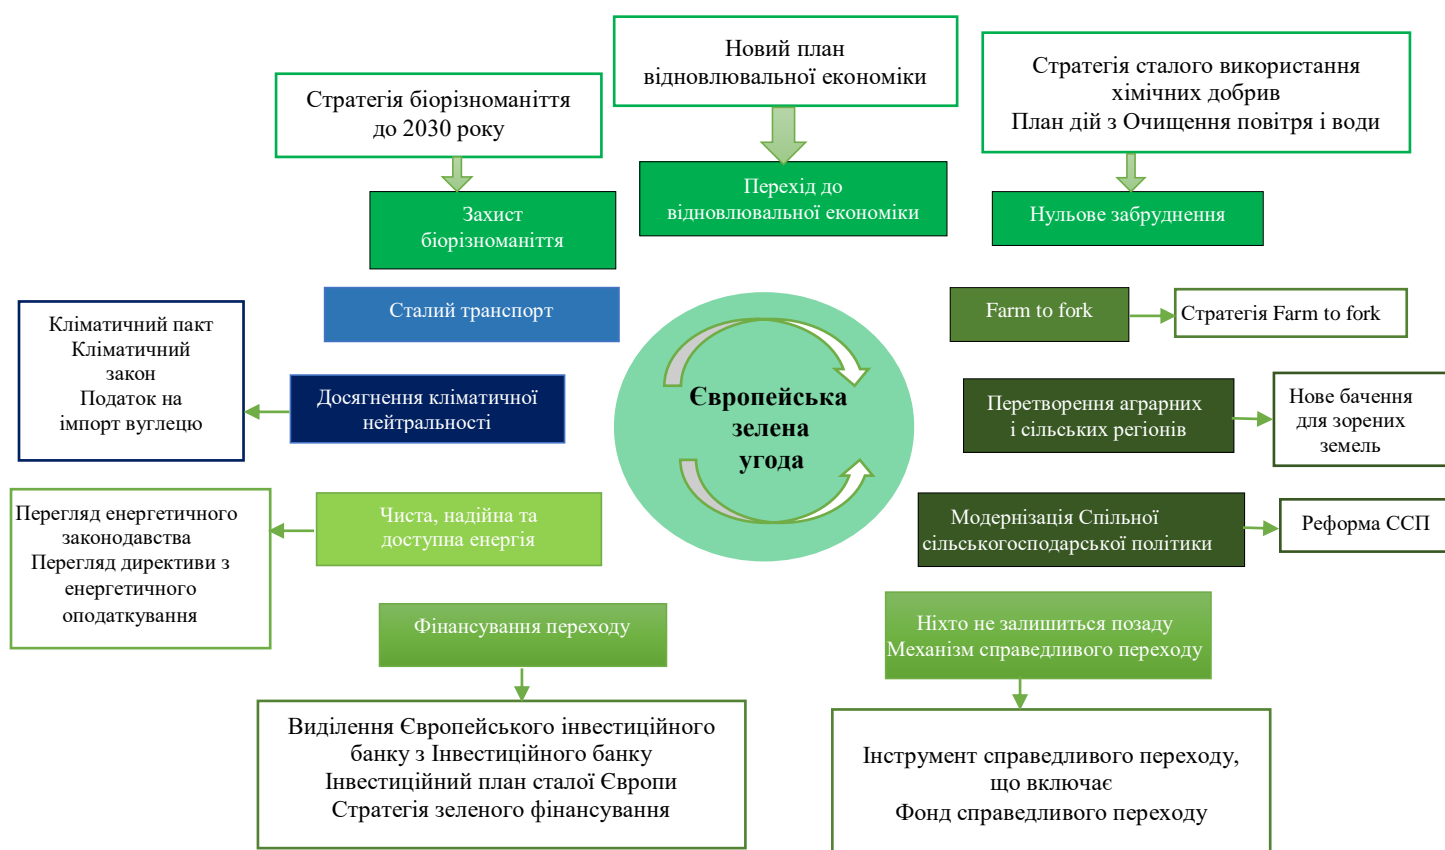 Новий план
відновлювальної економіки
Стратегія біорізноманіття
до 2030 року
Стратегія сталого використання
хімічних добрив
План дій з Очищення повітря і води
Захист
біорізноманіття
Перехід до
відновлювальної економіки
Нульове забруднення
Сталий транспорт
Farm to fork
Стратегія Farm to fork
Кліматичний пакт
Кліматичний
закон
Податок на
імпорт вуглецю
Досягнення кліматичної
нейтральності
Європейська
зелена
угода
Перетворення аграрних
і сільських регіонів
Нове бачення
для зорених
земель
Перегляд енергетичного
законодавства
Перегляд директиви з
енергетичного
оподаткування
Чиста, надійна та
доступна енергія
Модернізація Спільної
сільськогосподарської політики
Реформа ССП
Фінансування переходу
Ніхто не залишиться позаду
Механізм справедливого переходу
Виділення Європейського інвестиційного
банку з Інвестиційного банку
Інвестиційний план сталої Європи
Стратегія зеленого фінансування
Інструмент справедливого переходу,
що включає
Фонд справедливого переходу